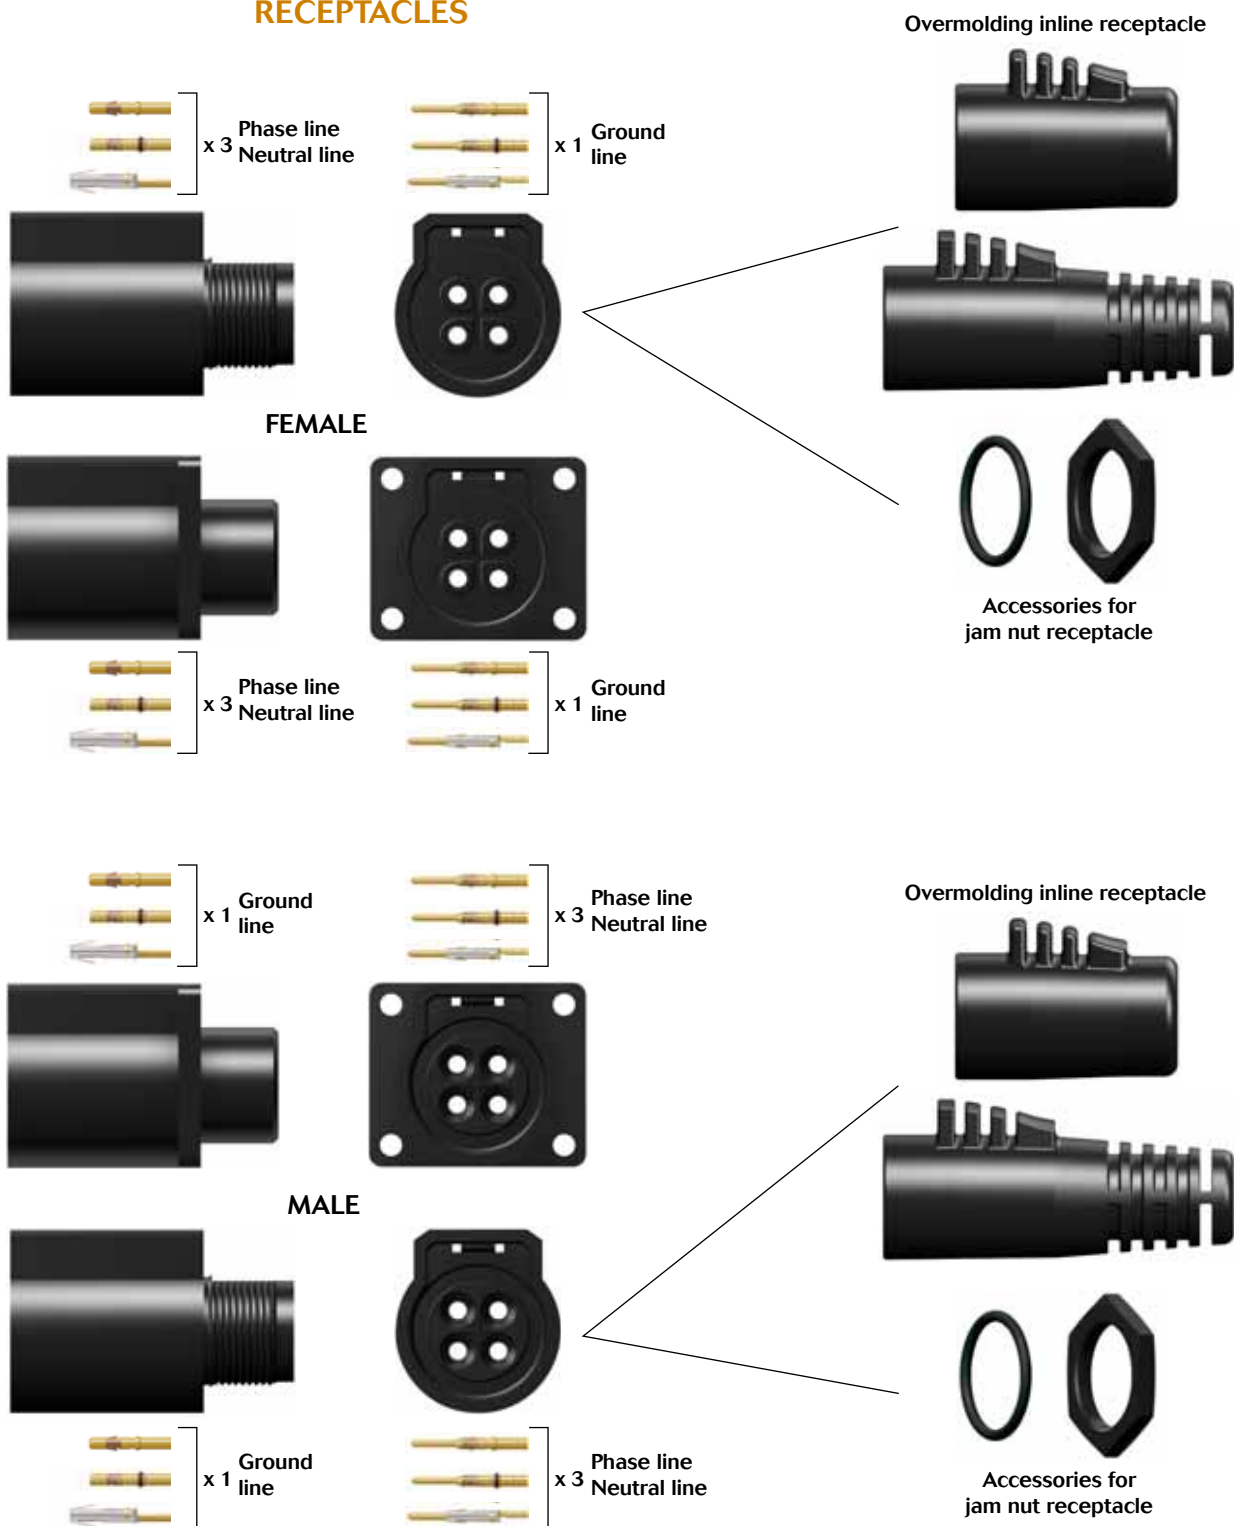 RECEPTACLES
Overmolding inline receptacle
x 3 Phase line
Neutral line
x 1 Ground
line
FEMALE
Accessories for
jam nut receptacle
x 3 Phase line
Neutral line
x 1 Ground
line
x 1 Ground
line
x 3 Phase line
Neutral line
Overmolding inline receptacle
MALE
x 1 Ground
line
x 3 Phase line
Neutral line
Accessories for
jam nut receptacle